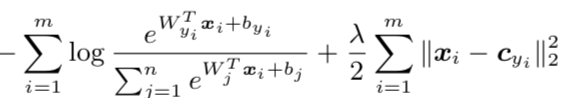 $-\sum_{i=1}^{m} \log \frac{e^{W_{y_i}^T \boldsymbol{x}_i + b_{y_i}}}{\sum_{j=1}^{n} e^{W_j^T \boldsymbol{x}_i + b_j}} + \frac{\lambda}{2} \sum_{i=1}^{m} \|\boldsymbol{x}_i - \boldsymbol{c}_{y_i}\|_2^2$